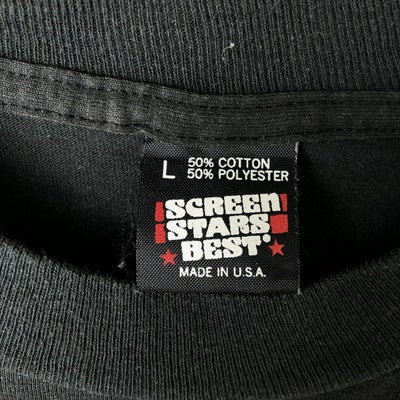 L 50% COTTON
50% POLYESTER
SCREEN
STARS
BEST
MADE IN U.S.A.